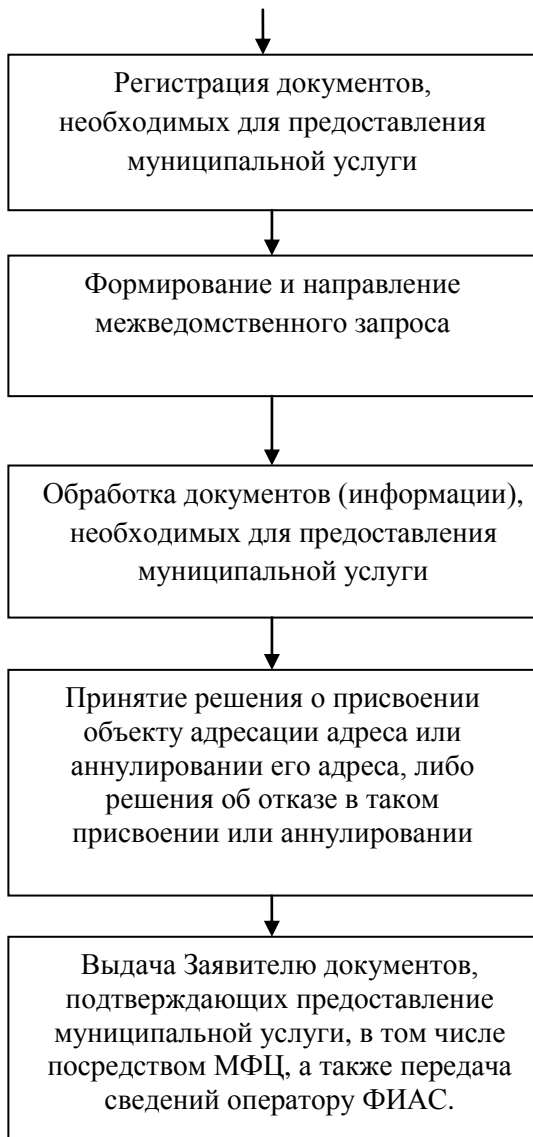 Регистрация документов,
необходимых для предоставления
муниципальной услуги
Формирование и направление
межведомственного запроса
Обработка документов (информации),
необходимых для предоставления
муниципальной услуги
Принятие решения о присвоении
объекту адресации адреса или
аннулировании его адреса, либо
решения об отказе в таком
присвоении или аннулировании
Выдача Заявителю документов,
подтверждающих предоставление
муниципальной услуги, в том числе
посредством МФЦ, а также передача
сведений оператору ФИАС.